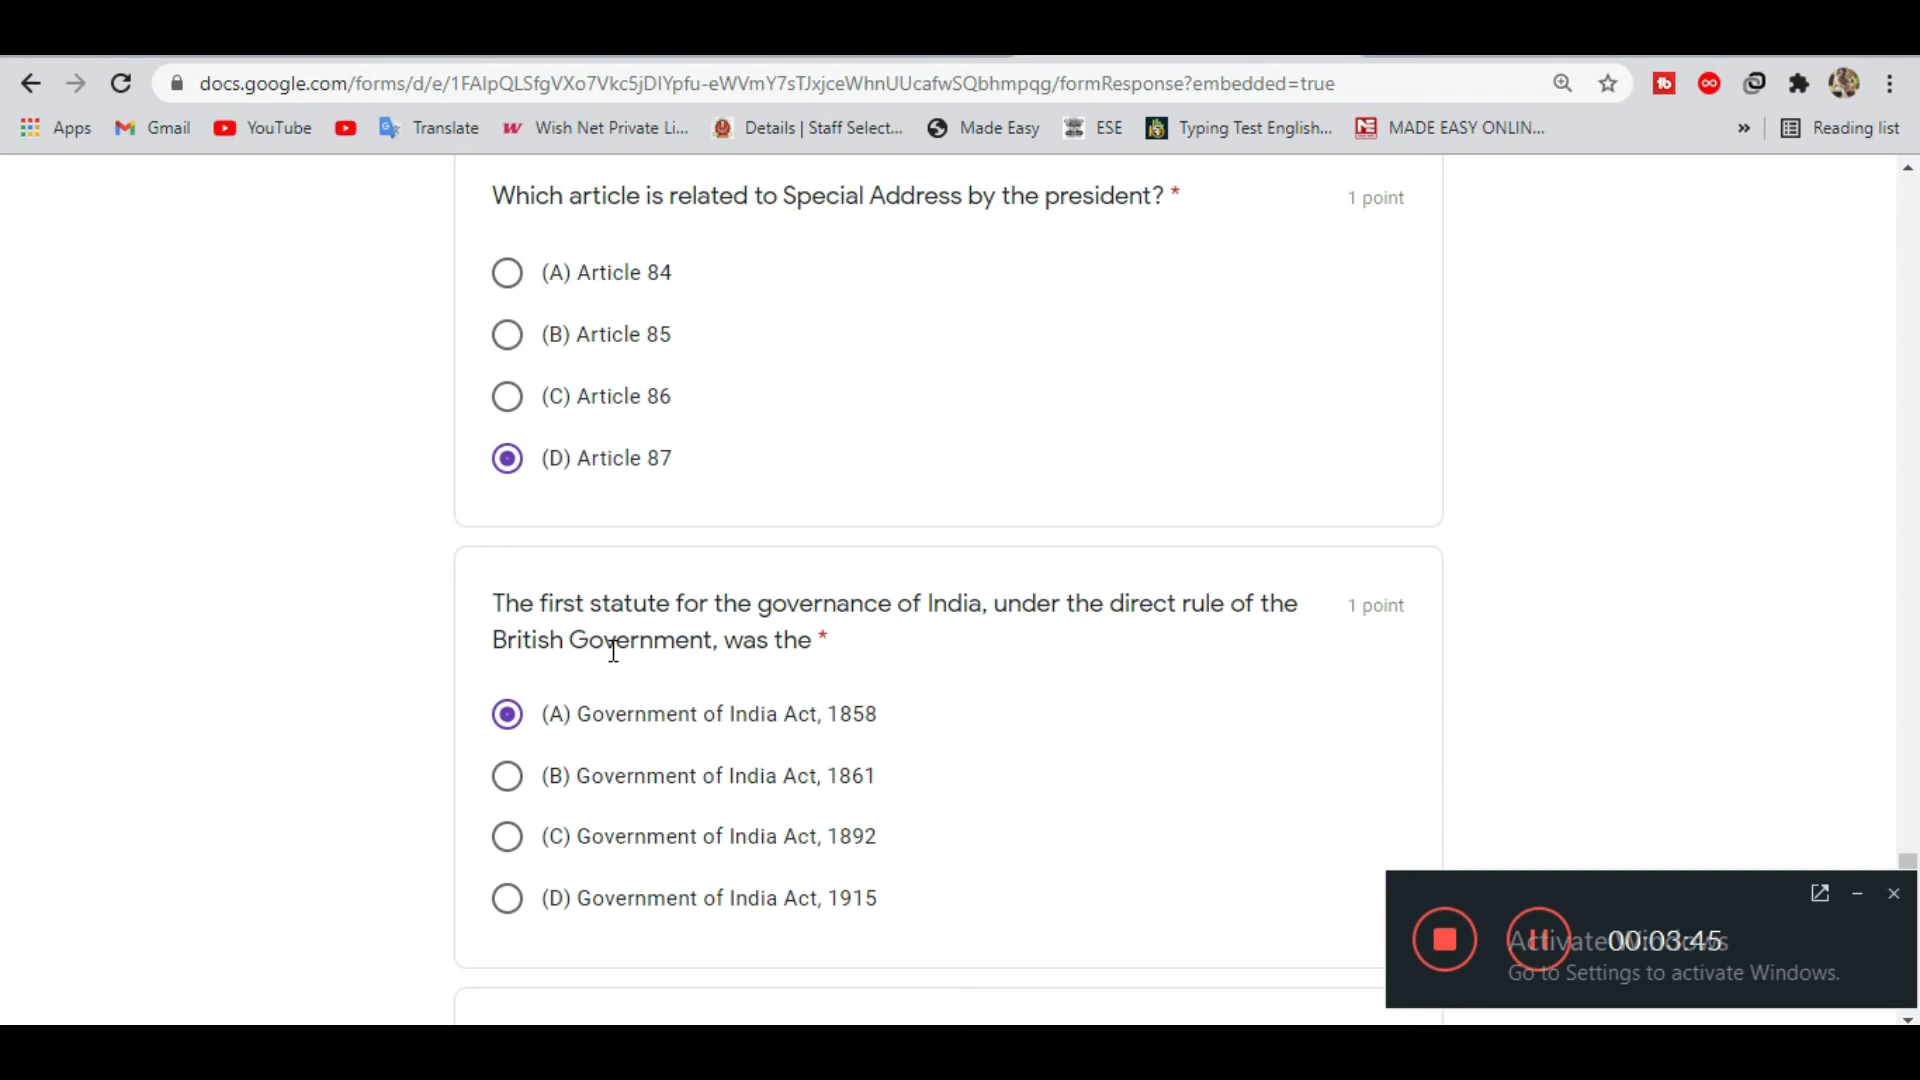 docs.google.com/forms/d/e/1FAIpQLSfgVXo7Vkc5jDIYpfu-eWVmY7sTJxjceWhnUUcafwSQbhmpqg/formResponse?embedded=true
Apps Gmail YouTube Translate Wish Net Private Li... Details | Staff Select... Made Easy ESE Typing Test English... MADE EASY ONLIN... » Reading list
Which article is related to Special Address by the president? * 1 point
(A) Article 84
(B) Article 85
(C) Article 86
(D) Article 87
The first statute for the governance of India, under the direct rule of the 1 point
British Government, was the *
(A) Government of India Act, 1858
(B) Government of India Act, 1861
(C) Government of India Act, 1892
(D) Government of India Act, 1915
Activate Windows 00:03:45
Go to Settings to activate Windows.